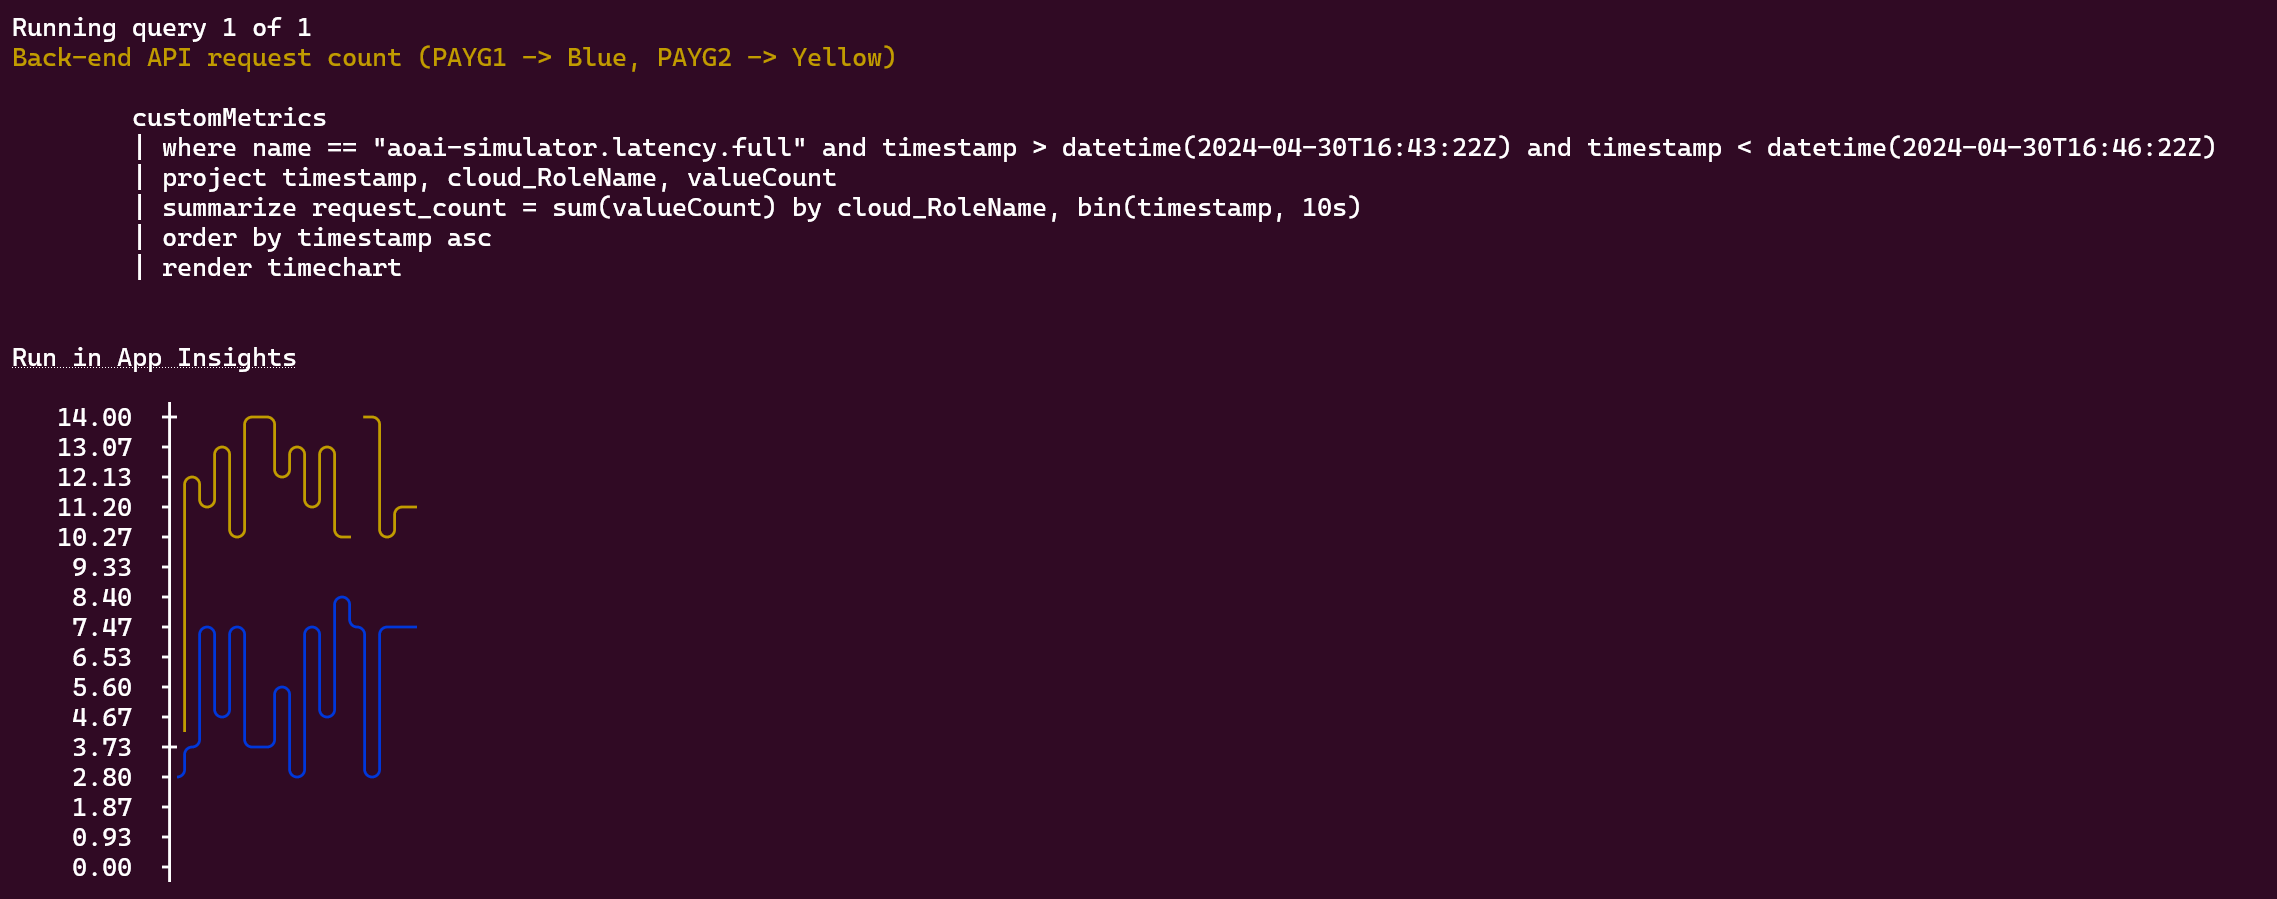 Running query 1 of 1
Back-end API request count (PAYG1 -> Blue, PAYG2 -> Yellow)
customMetrics
| where name == "aoai-simulator.latency.full" and timestamp > datetime(2024-04-30T16:43:22Z) and timestamp < datetime(2024-04-30T16:46:22Z)
| project timestamp, cloud_RoleName, valueCount
| summarize request_count = sum(valueCount) by cloud_RoleName, bin(timestamp, 10s)
| order by timestamp asc
| render timechart
Run in App Insights
14.00
13.07
12.13
11.20
10.27
9.33
8.40
7.47
6.53
5.60
4.67
3.73
2.80
1.87
0.93
0.00